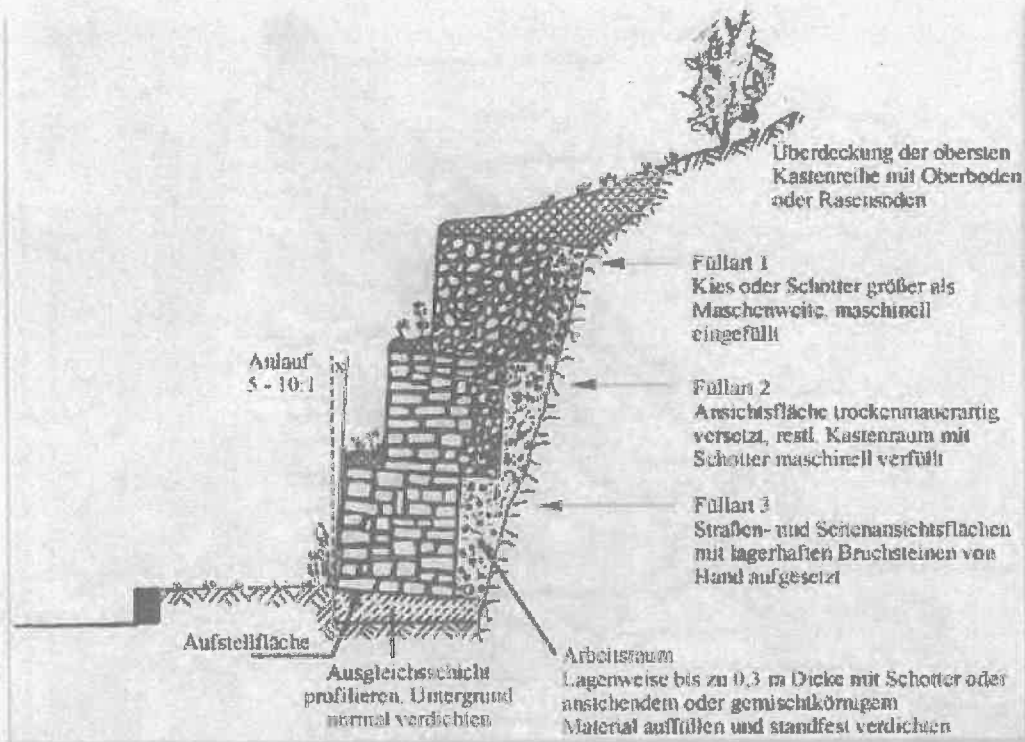 Überdeckung der obersten
Kastenreihe mit Oberboden
oder Rasensoden
Füllart 1
Kies oder Schotter größer als
Maschenweite, maschinell
eingefüllt
Anlauf
5 - 10:1
x
Füllart 2
Ansichtsfläche trockenmauerartig
versetzt, restl. Kastenraum mit
Schotter maschinell verfüllt
Füllart 3
Straßen- und Seitenansichtsflächen
mit lagerhaften Bruchsteinen von
Hand aufgesetzt
Aufstellfläche
Ausgleichsschicht
profilieren, Untergrund
normal verdichten
Arbeitsraum
Lagenweise bis zu 0,3 m Dicke mit Schotter oder
anstehendem oder gemischtkörnigem
Material auffüllen und standfest verdichten